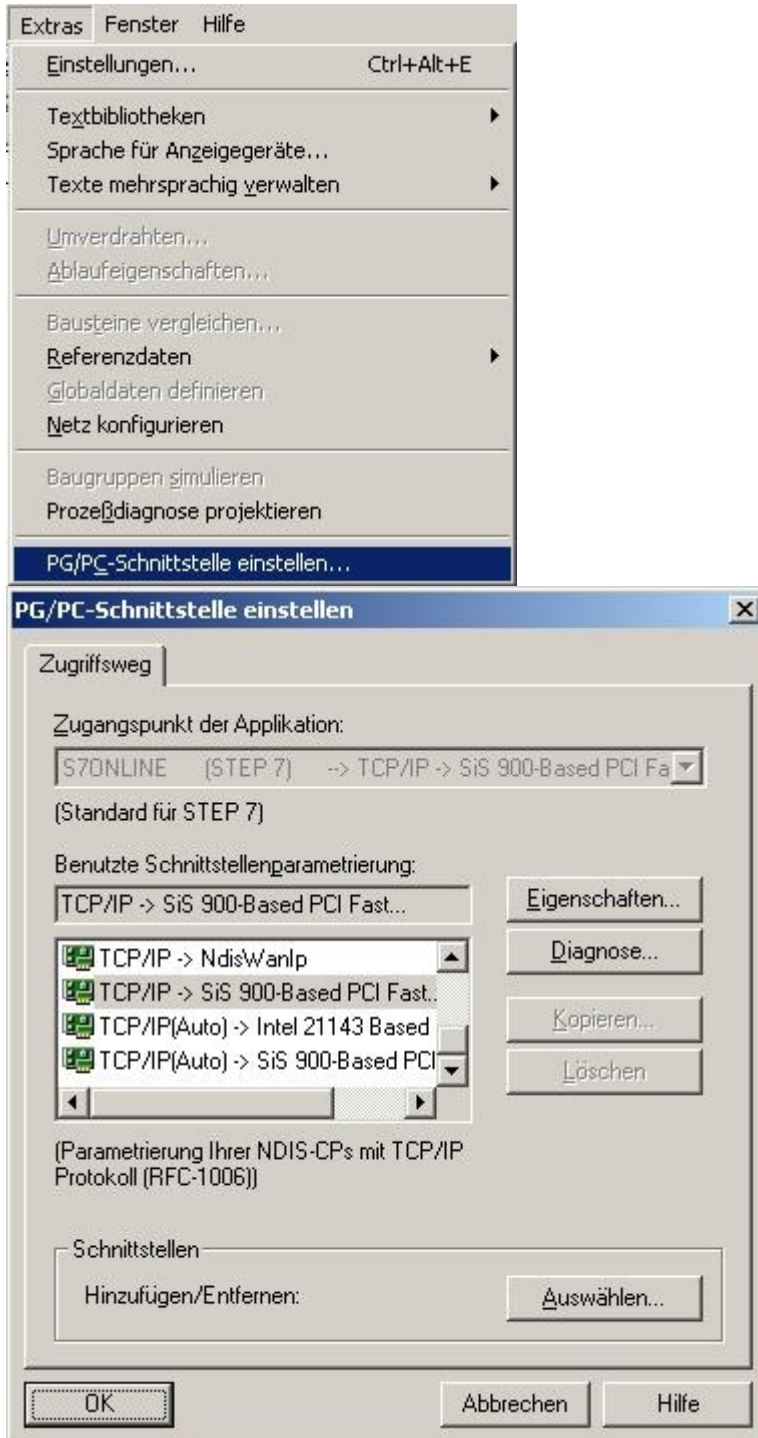 Extras Fenster Hilfe
Einstellungen... Ctrl+Alt+E
Textbibliotheken
Sprache für Anzeigegeräte...
Texte mehrsprachig verwalten
Umverdrahten...
Ablaufeigenschaften...
Bausteine vergleichen...
Referenzdaten
Globaldaten definieren
Netz konfigurieren
Baugruppen simulieren
Prozeßdiagnose projektieren
PG/PC-Schnittstelle einstellen...
PG/PC-Schnittstelle einstellen
Zugriffsweg
Zugangspunkt der Applikation:
S7ONLINE (STEP 7) --> TCP/IP -> SiS 900-Based PCI Fa
(Standard für STEP 7)
Benutzte Schnittstellenparametrierung:
TCP/IP -> SiS 900-Based PCI Fast...
Eigenschaften...
TCP/IP -> NdisWanIp
TCP/IP -> SiS 900-Based PCI Fast..
TCP/IP(Auto) -> Intel 21143 Based
TCP/IP(Auto) -> SiS 900-Based PCI
Diagnose...
Kopieren...
Löschen
(Parametrierung Ihrer NDIS-CPs mit TCP/IP
Protokoll (RFC-1006))
Schnittstellen
Hinzufügen/Entfernen: Auswählen...
OK Abbrechen Hilfe